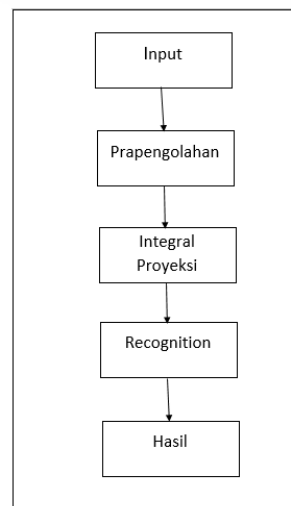 Input
Prapengolahan
Integral
Proyeksi
Recognition
Hasil